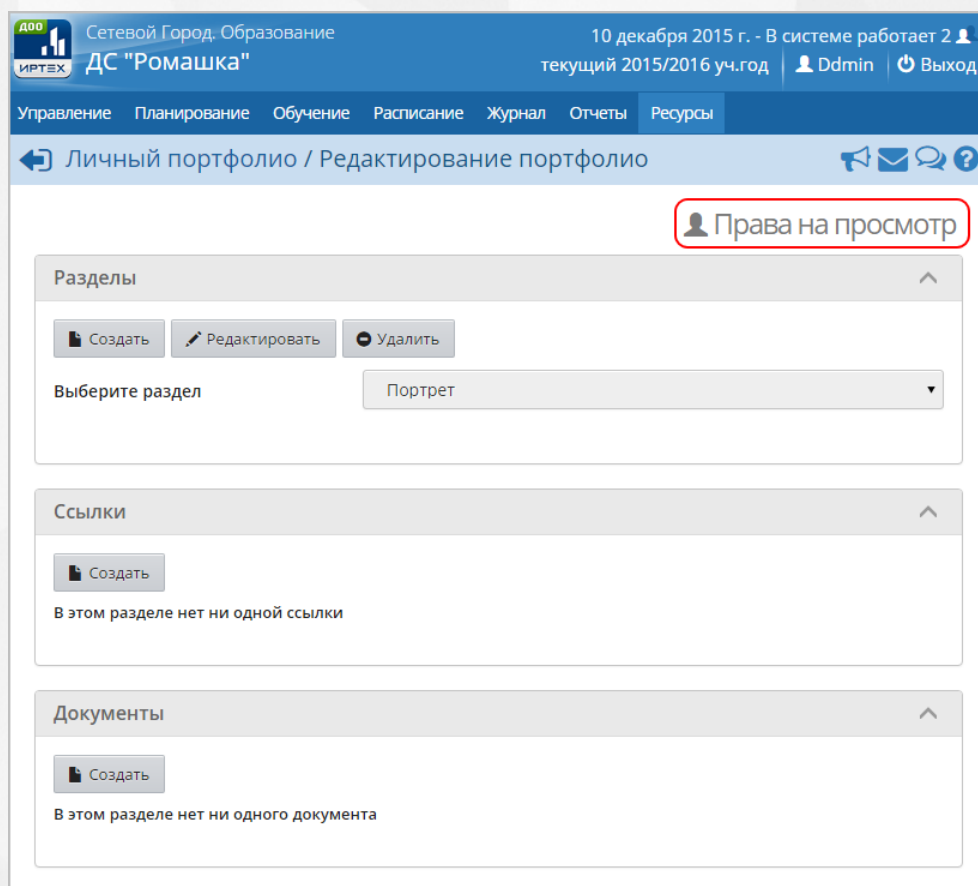 ДОО
ИРТЕХ
Сетевой Город. Образование
ДС "Ромашка"
10 декабря 2015 г. - В системе работает 2
текущий 2015/2016 уч.год Ddmin Выход
Управление Планирование Обучение Расписание Журнал Отчеты Ресурсы
Личный портфолио / Редактирование портфолио
Права на просмотр
Разделы
Создать Редактировать Удалить
Выберите раздел Портрет
Ссылки
Создать
В этом разделе нет ни одной ссылки
Документы
Создать
В этом разделе нет ни одного документа